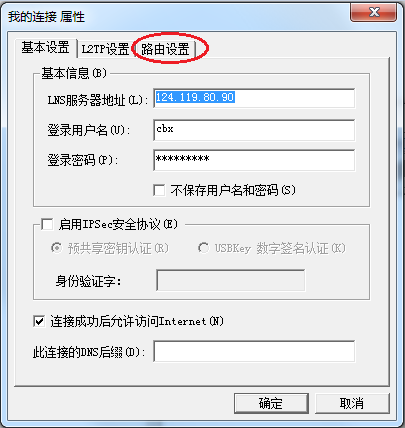 我的连接 属性
基本设置 L2TP设置 路由设置
基本信息(B)
LNS服务器地址(L): 124.119.80.90
登录用户名(U): cbx
登录密码(P): *********
不保存用户名和密码(S)
启用IPSec安全协议(E)
预共享密钥认证(R) USBKey 数字签名认证(K)
身份验证字:
连接成功后允许访问Internet(N)
此连接的DNS后缀(D):
确定 取消